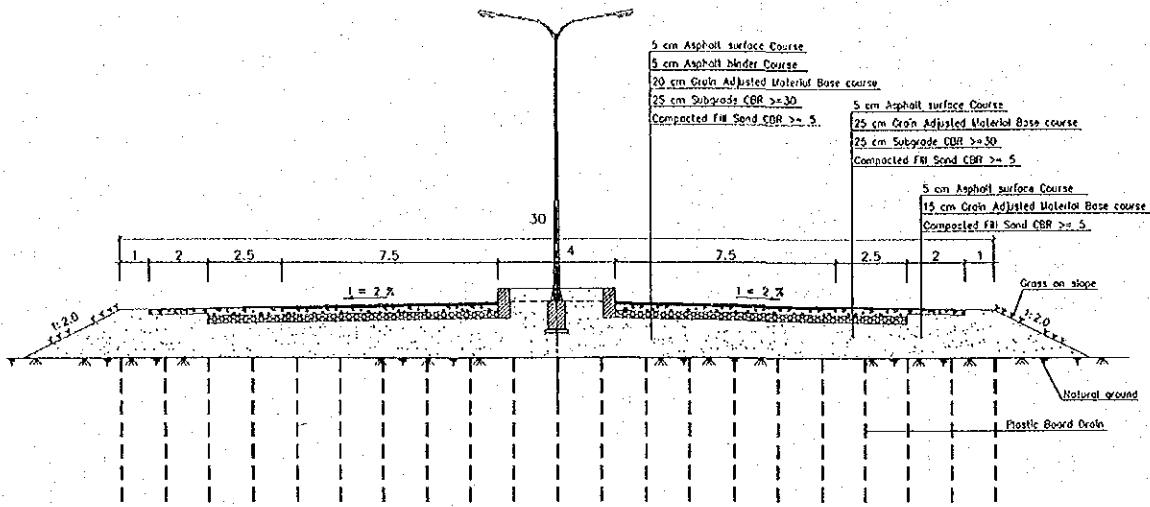 5 cm Asphalt surface Course
5 cm Asphalt binder Course
20 cm Grain Adjusted Material Base course
25 cm Subgrade CBR >=30
Compacted Fill Sand CBR >= 5
5 cm Asphalt surface Course
25 cm Grain Adjusted Material Base course
25 cm Subgrade CBR >=30
Compacted Fill Sand CBR >= 5
5 cm Asphalt surface Course
15 cm Grain Adjusted Material Base course
Compacted Fill Sand CBR >= 5
30
1 2 2.5 7.5 4 7.5 2.5 2 1
I = 2 % I = 2 %
Grass on slope
1:2.0 1:2.0
Natural ground
Plastic Board Drain